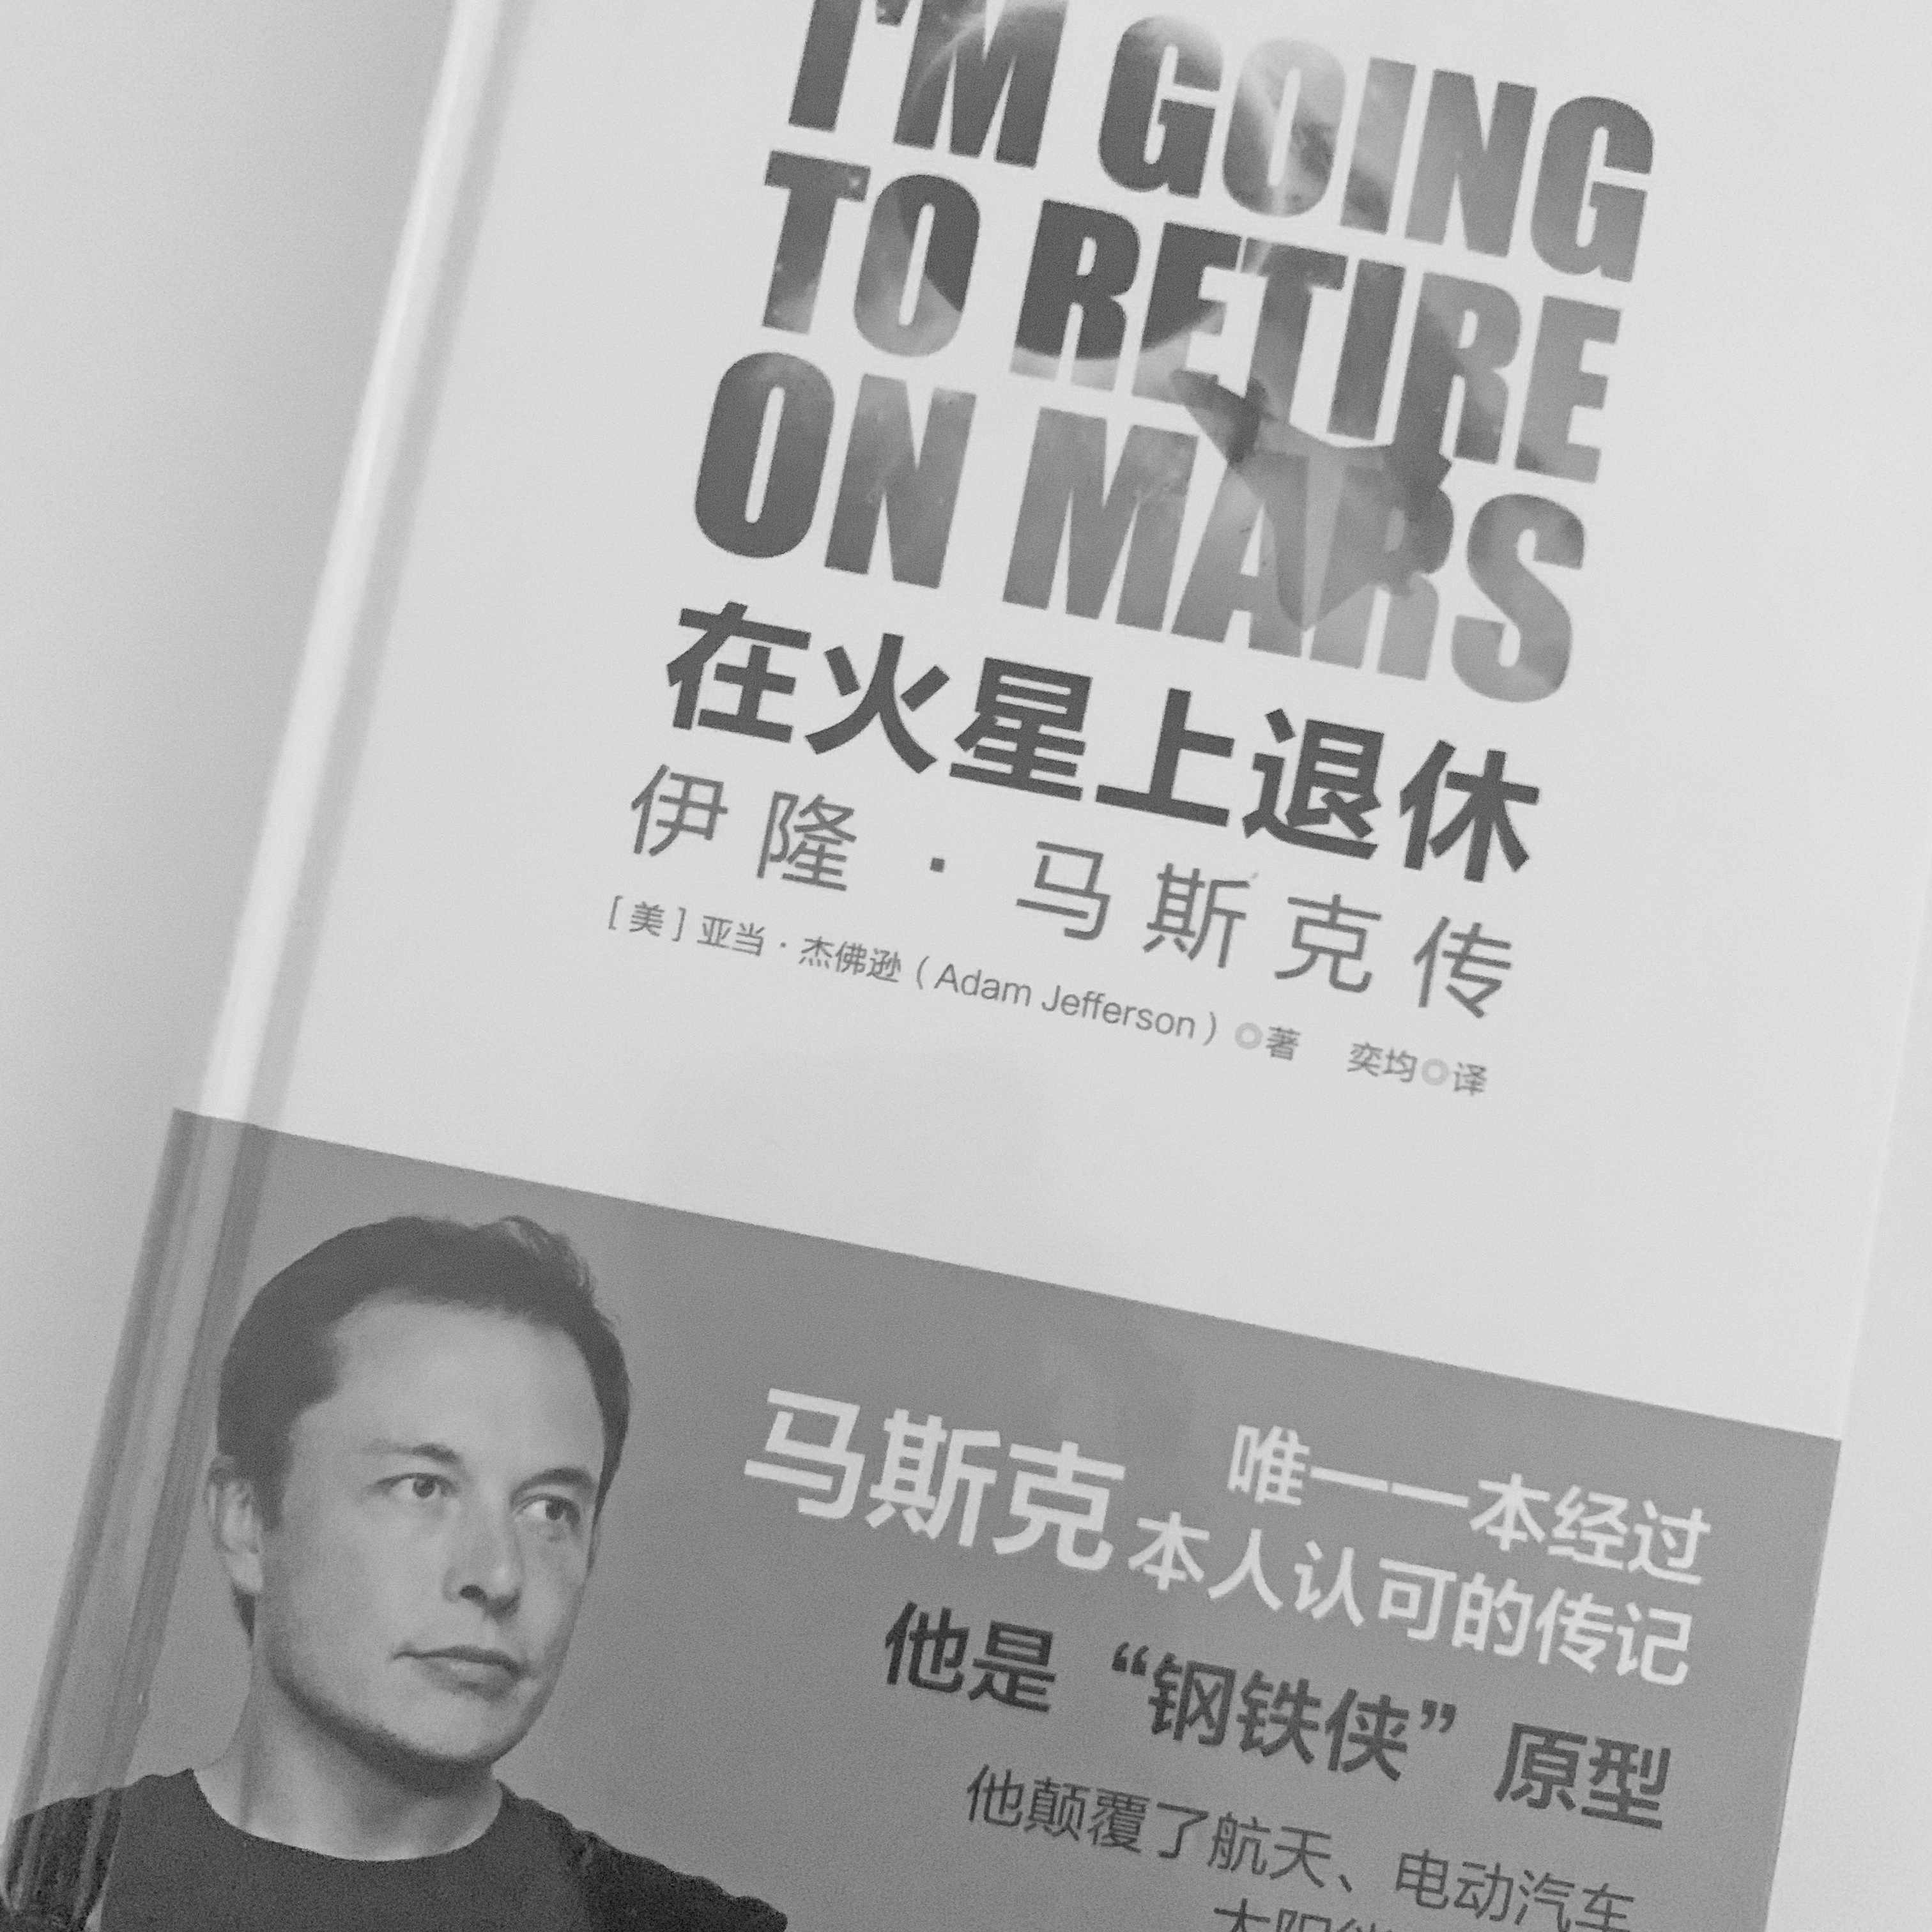 I'M GOING
TO RETIRE
ON MARS
在火星上退休
伊隆·马斯克传
[美]亚当·杰佛逊(Adam Jefferson)◎著 奕均◎译
马斯克
唯一一本经过
本人认可的传记
他是“钢铁侠”原型
他颠覆了航天、电动汽车
太阳能